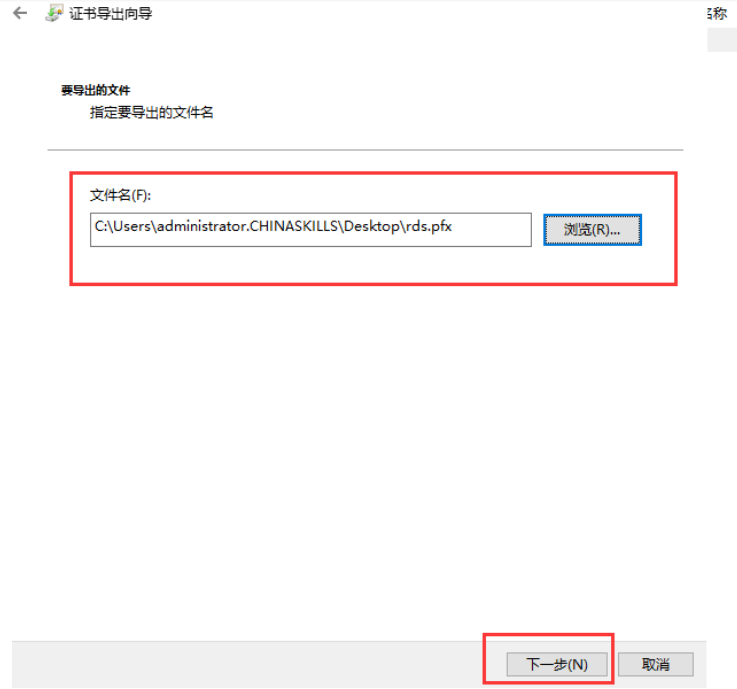 证书导出向导
名称
要导出的文件
指定要导出的文件名
文件名(F):
C:\Users\administrator.CHINASKILLS\Desktop\rds.pfx
浏览(R)...
下一步(N)
取消